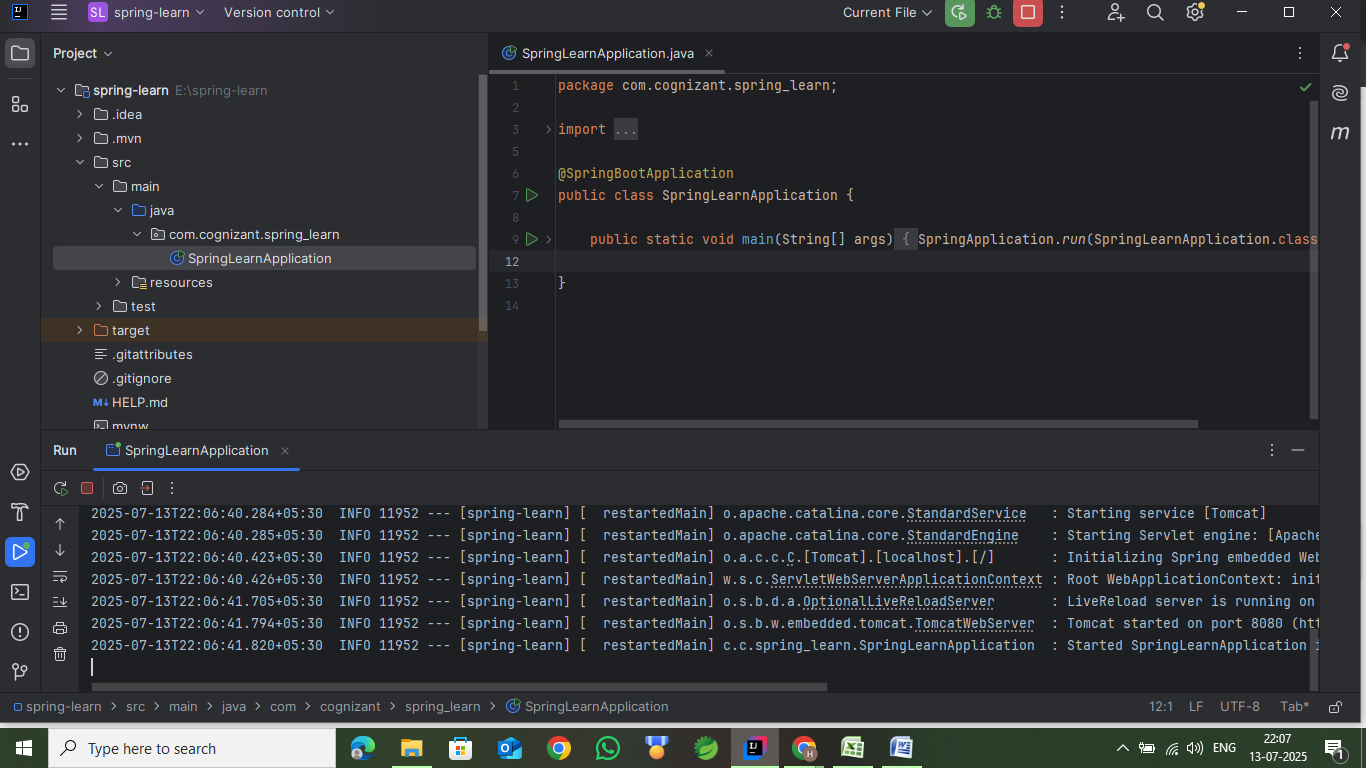 SL spring-learn Version control Current File
Project
SpringLearnApplication.java
spring-learn E:\spring-learn
.idea
.mvn
src
main
java
com.cognizant.spring_learn
SpringLearnApplication
resources
test
target
.gitattributes
.gitignore
M↓ HELP.md
mvnw
1 package com.cognizant.spring_learn;
2
3 import ...
5
6 @SpringBootApplication
7 public class SpringLearnApplication {
8
9 public static void main(String[] args) { SpringApplication.run(SpringLearnApplication.class
12
13 }
14
m
Run SpringLearnApplication
2025-07-13T22:06:40.284+05:30  INFO 11952 --- [spring-learn] [  restartedMain] o.apache.catalina.core.StandardService   : Starting service [Tomcat]
2025-07-13T22:06:40.285+05:30  INFO 11952 --- [spring-learn] [  restartedMain] o.apache.catalina.core.StandardEngine    : Starting Servlet engine: [Apache
2025-07-13T22:06:40.423+05:30  INFO 11952 --- [spring-learn] [  restartedMain] o.a.c.c.C.[Tomcat].[localhost].[/]       : Initializing Spring embedded Web
2025-07-13T22:06:40.426+05:30  INFO 11952 --- [spring-learn] [  restartedMain] w.s.c.ServletWebServerApplicationContext : Root WebApplicationContext: init
2025-07-13T22:06:41.705+05:30  INFO 11952 --- [spring-learn] [  restartedMain] o.s.b.d.a.OptionalLiveReloadServer       : LiveReload server is running on
2025-07-13T22:06:41.794+05:30  INFO 11952 --- [spring-learn] [  restartedMain] o.s.b.w.embedded.tomcat.TomcatWebServer  : Tomcat started on port 8080 (htt
2025-07-13T22:06:41.820+05:30  INFO 11952 --- [spring-learn] [  restartedMain] c.c.spring_learn.SpringLearnApplication  : Started SpringLearnApplication i
spring-learn > src > main > java > com > cognizant > spring_learn > SpringLearnApplication 12:1 LF UTF-8 Tab*
Type here to search
ENG
22:07
13-07-2025
1